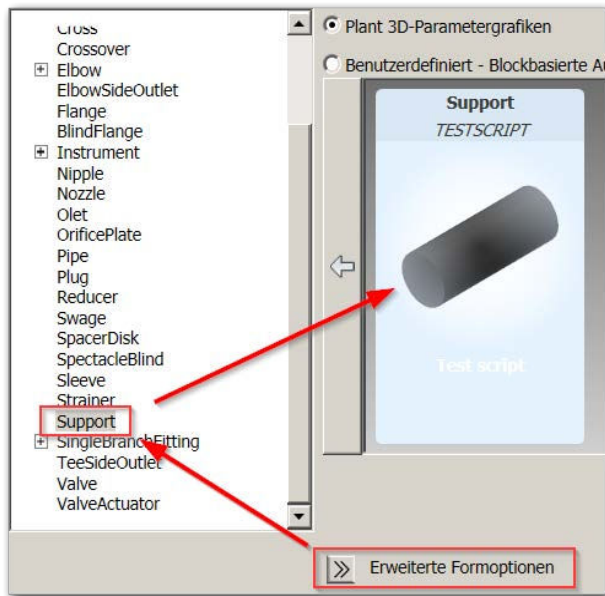 Cross
Crossover
Elbow
ElbowSideOutlet
Flange
BlindFlange
Instrument
Nipple
Nozzle
Olet
OrificePlate
Pipe
Plug
Reducer
Swage
SpacerDisk
SpectacleBlind
Sleeve
Strainer
Support
SingleBranchFitting
TeeSideOutlet
Valve
ValveActuator
Plant 3D-Parametergrafiken
Benutzerdefiniert - Blockbasierte
Support
TESTSCRIPT
Test script
Erweiterte Formoptionen